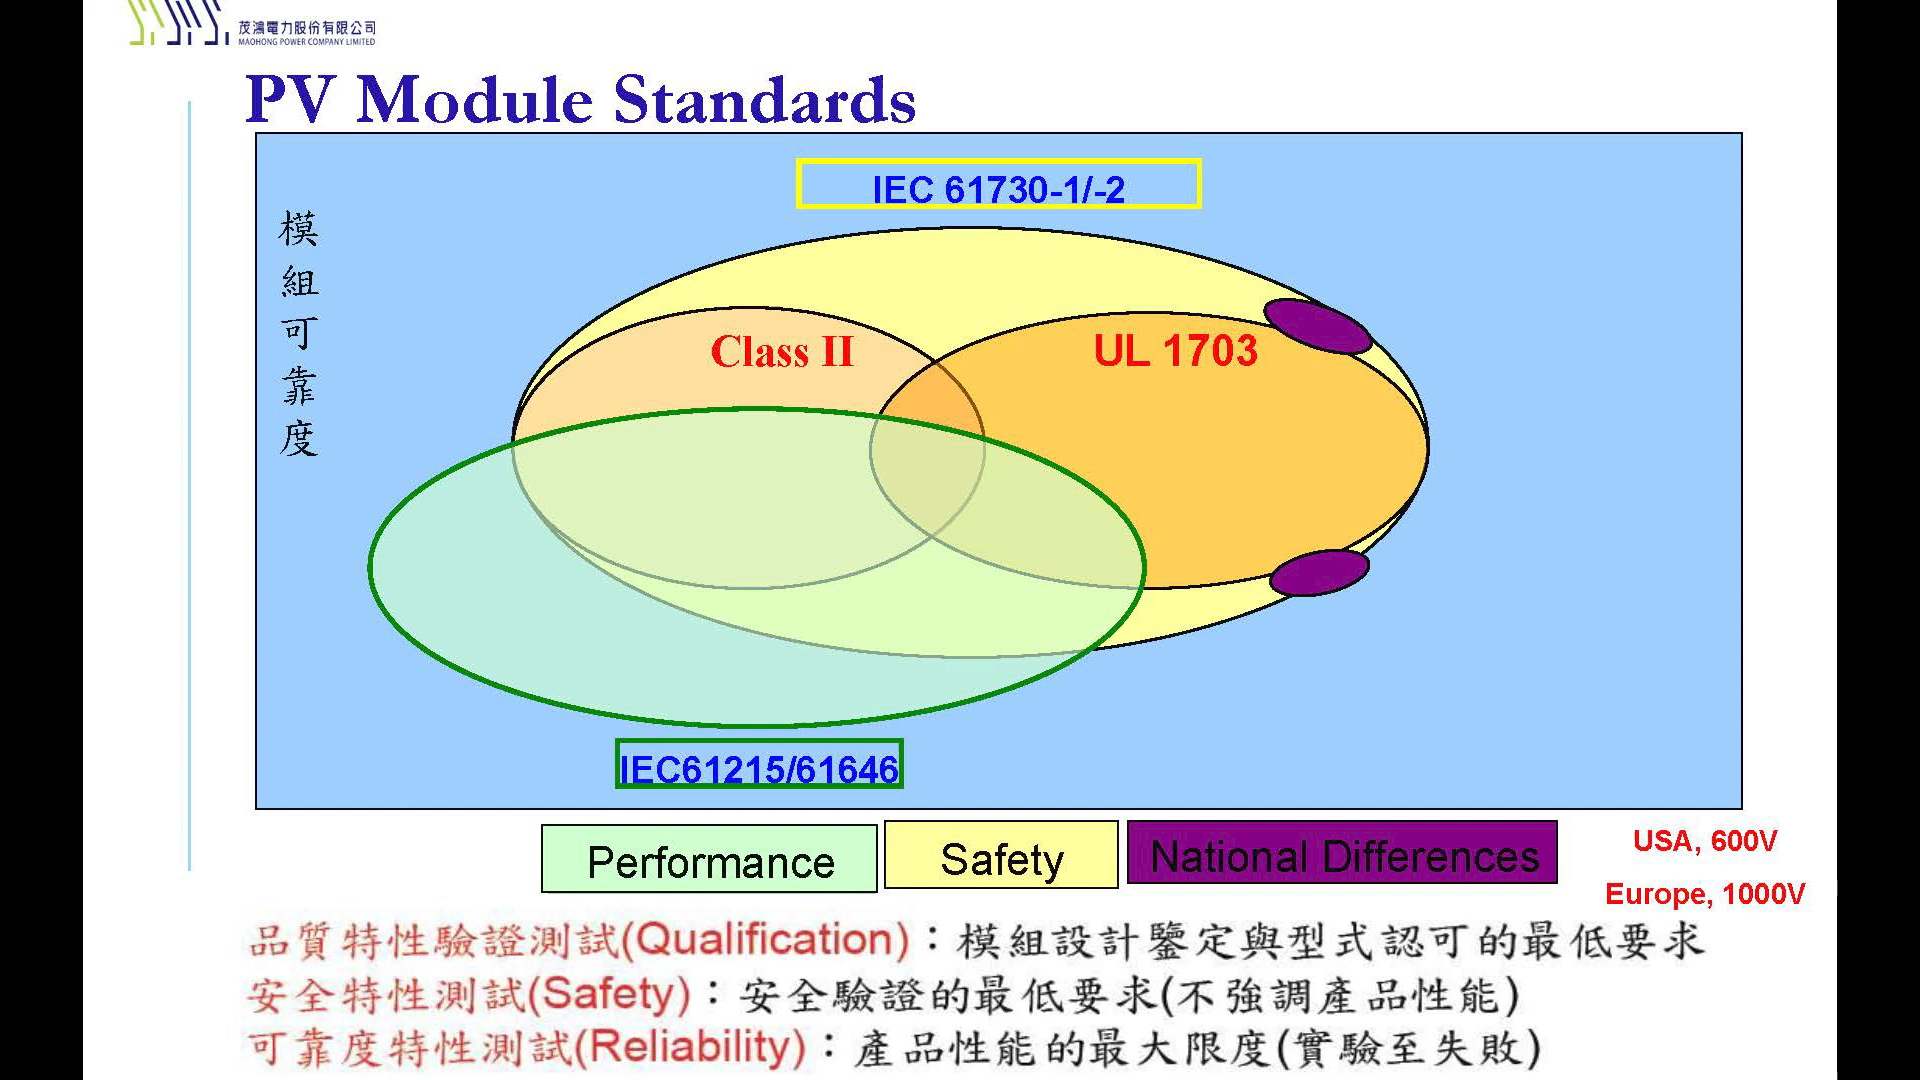 茂鴻電力股份有限公司
MAOHONG POWER COMPANY LIMITED
PV Module Standards
IEC 61730-1/-2
模組可靠度
Class II
UL 1703
IEC61215/61646
Performance
Safety
National Differences
USA, 600V
Europe, 1000V
品質特性驗證測試(Qualification)：模組設計鑒定與型式認可的最低要求
安全特性測試(Safety)：安全驗證的最低要求(不強調產品性能)
可靠度特性測試(Reliability)：產品性能的最大限度(實驗至失敗)